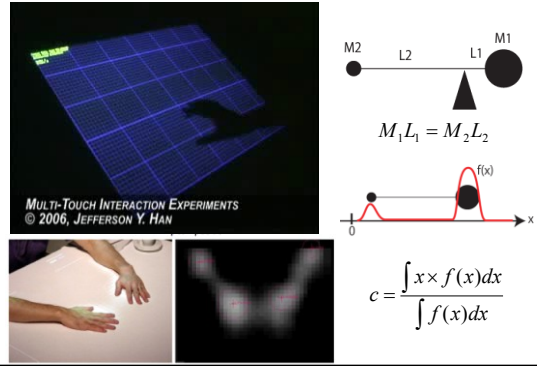 M1
M2
L2
L1
M₁L₁ = M₂L₂
MULTI-TOUCH INTERACTION EXPERIMENTS
© 2006, JEFFERSON Y. HAN
f(x)
0
x
c = ∫ x × f(x)dx / ∫ f(x)dx